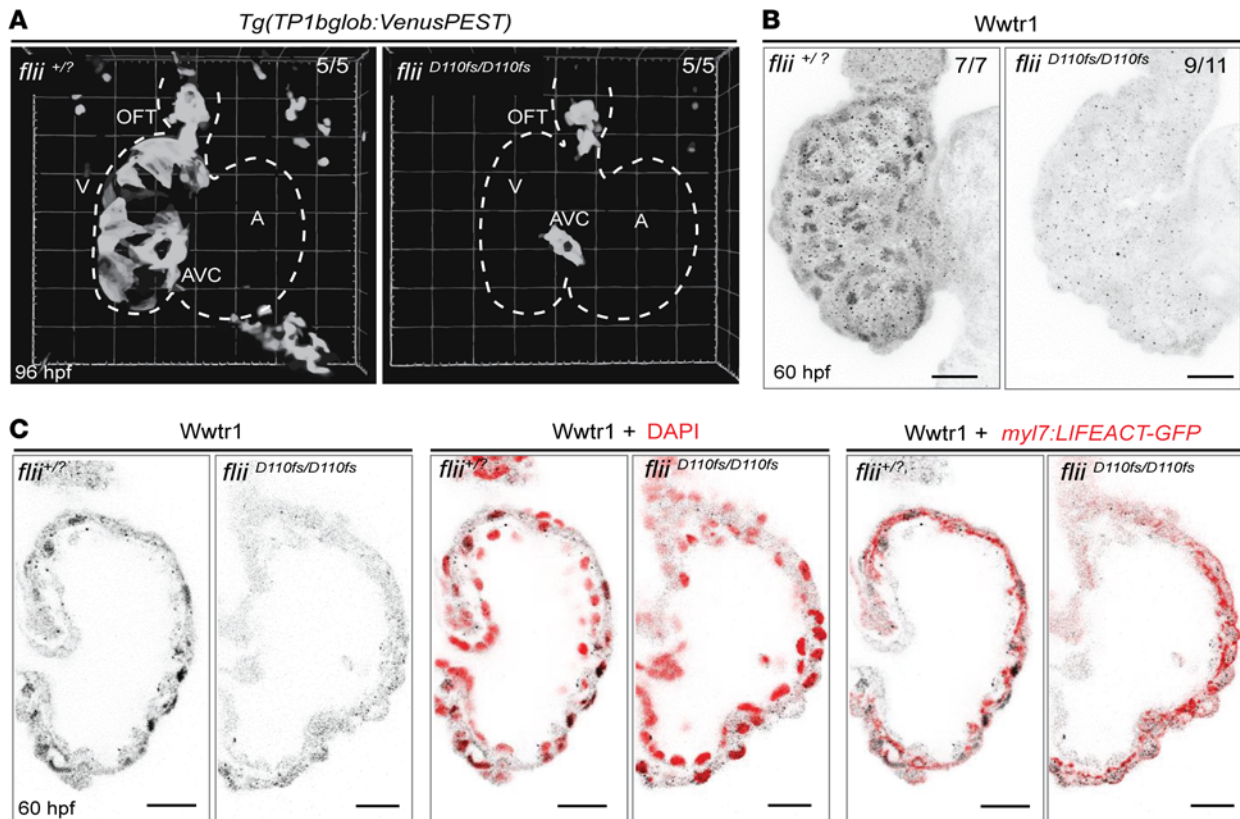 A
Tg(TP1bglob:VenusPEST)
flii +/?
5/5
OFT
V
A
AVC
96 hpf
flii D110fs/D110fs
5/5
OFT
V
AVC
A
B
Wwtr1
flii +/?
7/7
60 hpf
flii D110fs/D110fs
9/11
C
Wwtr1
flii+/?
60 hpf
flii D110fs/D110fs
Wwtr1 + DAPI
flii+/?
flii D110fs/D110fs
Wwtr1 + myl7:LIFEACT-GFP
flii+/?
flii D110fs/D110fs